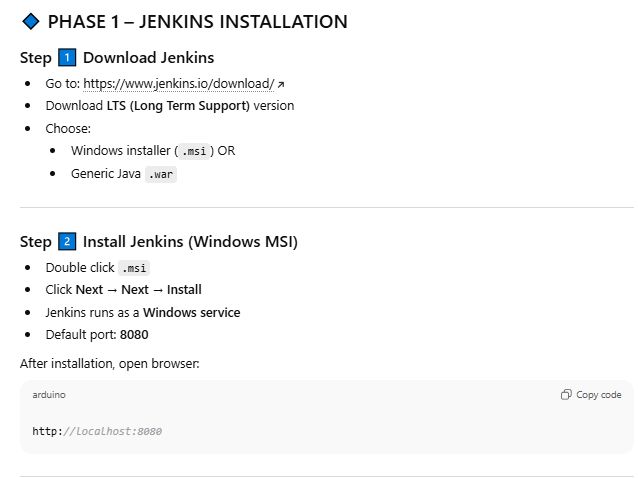 PHASE 1 – JENKINS INSTALLATION
Step 1 Download Jenkins
• Go to: https://www.jenkins.io/download/ ↗
• Download LTS (Long Term Support) version
• Choose:
• Windows installer (.msi) OR
• Generic Java .war
Step 2 Install Jenkins (Windows MSI)
• Double click .msi
• Click Next → Next → Install
• Jenkins runs as a Windows service
• Default port: 8080
After installation, open browser:
arduino Copy code
http://localhost:8080